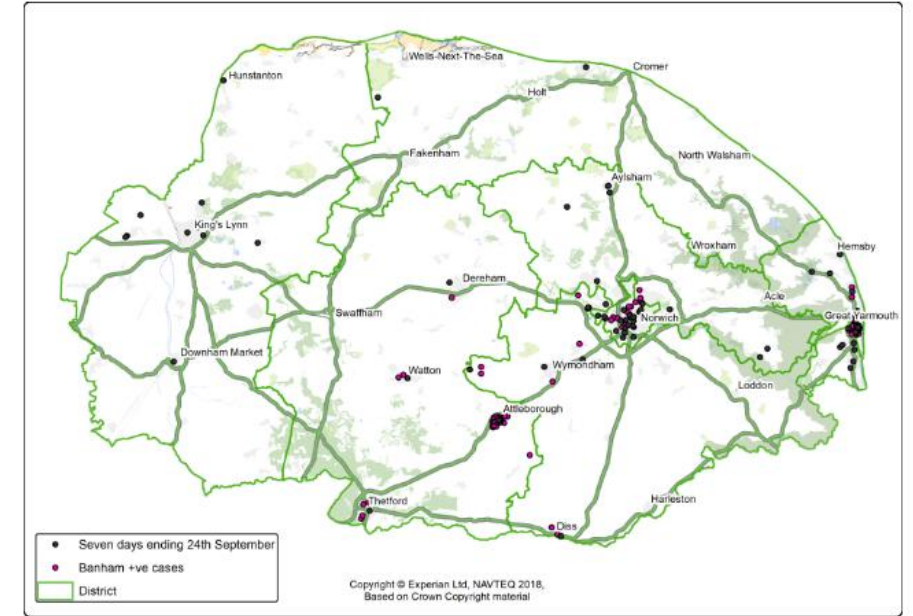 Wells-Next-The-Sea
Cromer
Hunstanton
Holt
Fakenham
North Walsham
Aylsham
King's Lynn
Wroxham
Hemsby
Dereham
Acle
Swaffham
Norwich
Great Yarmouth
Downham Market
Watton
Wymondham
Loddon
Attleborough
Thetford
Harleston
Diss
Seven days ending 24th September
Banham +ve cases
District
Copyright © Experian Ltd, NAVTEQ 2018,
Based on Crown Copyright material